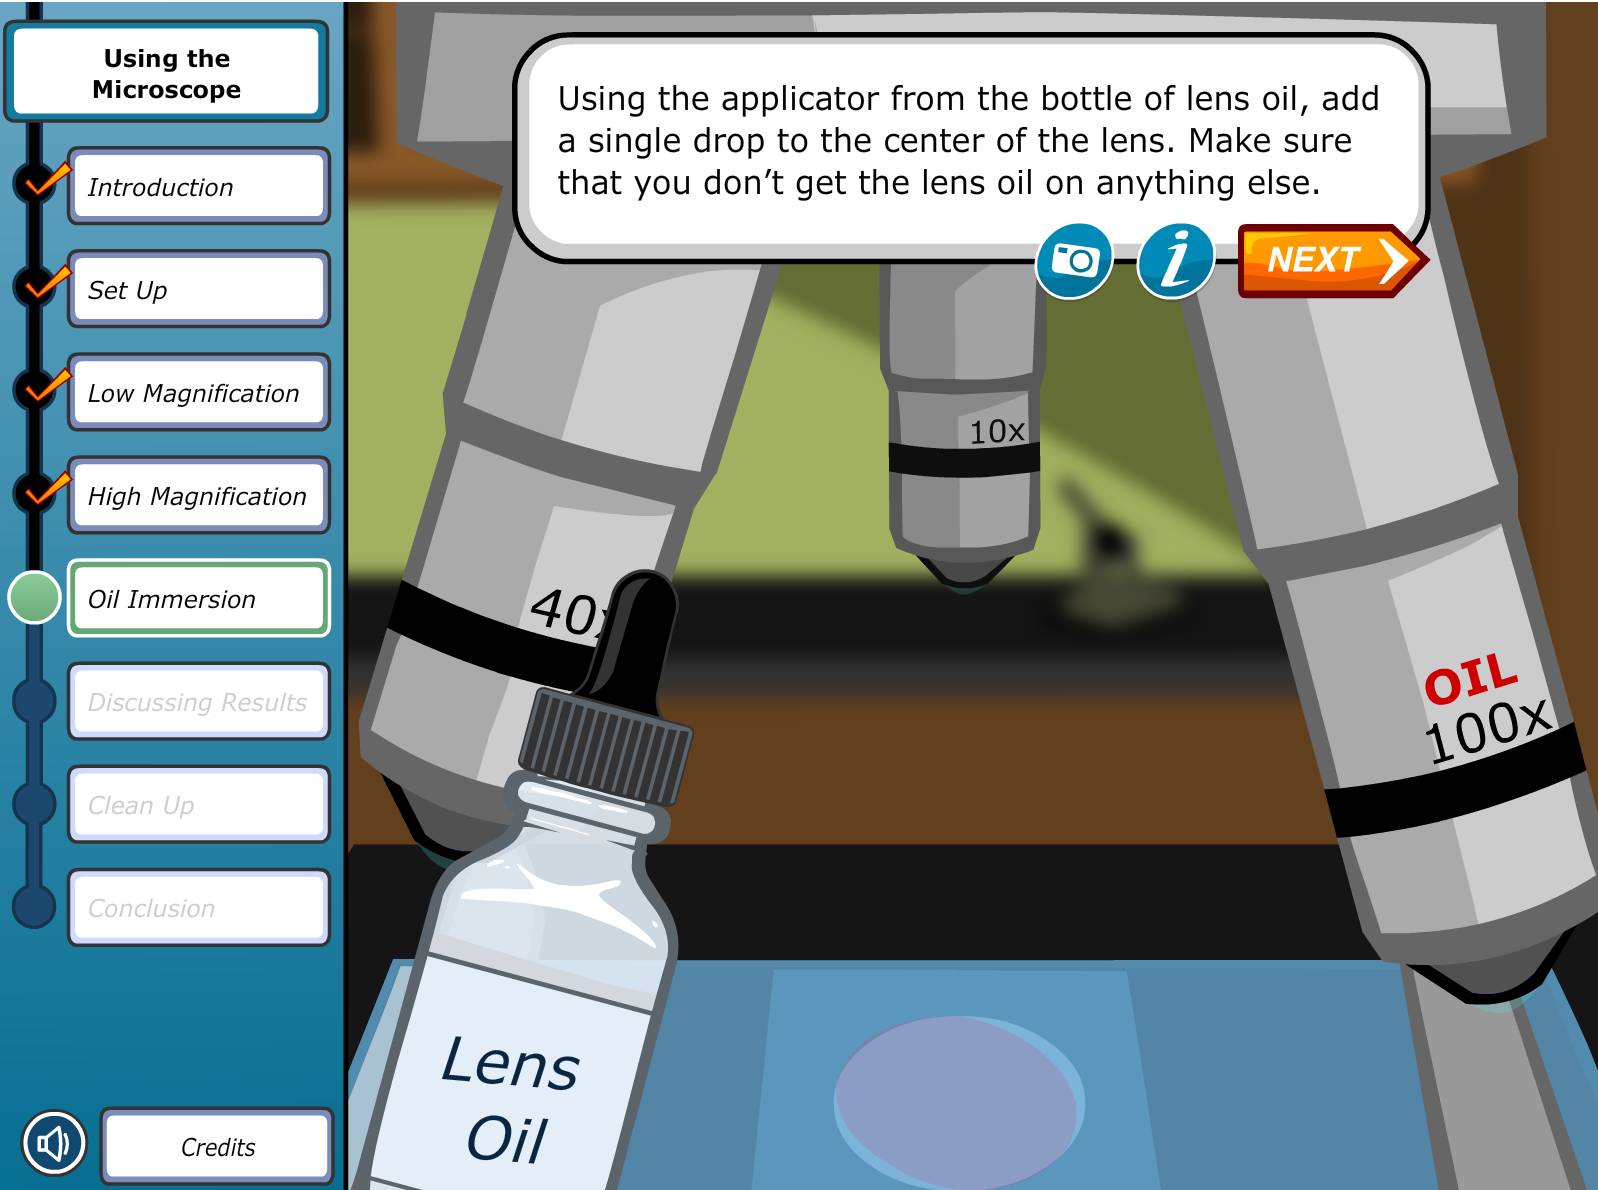 Using the
Microscope
Introduction
Set Up
Low Magnification
High Magnification
Oil Immersion
Discussing Results
Clean Up
Conclusion
Credits
Using the applicator from the bottle of lens oil, add
a single drop to the center of the lens. Make sure
that you don’t get the lens oil on anything else.
i
NEXT
10x
40x
OIL
100x
Lens
Oil